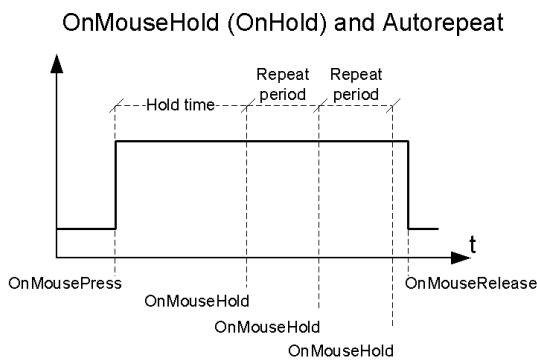 OnMouseHold (OnHold) and Autorepeat
Repeat period
Repeat period
Hold time
t
OnMousePress
OnMouseRelease
OnMouseHold
OnMouseHold
OnMouseHold